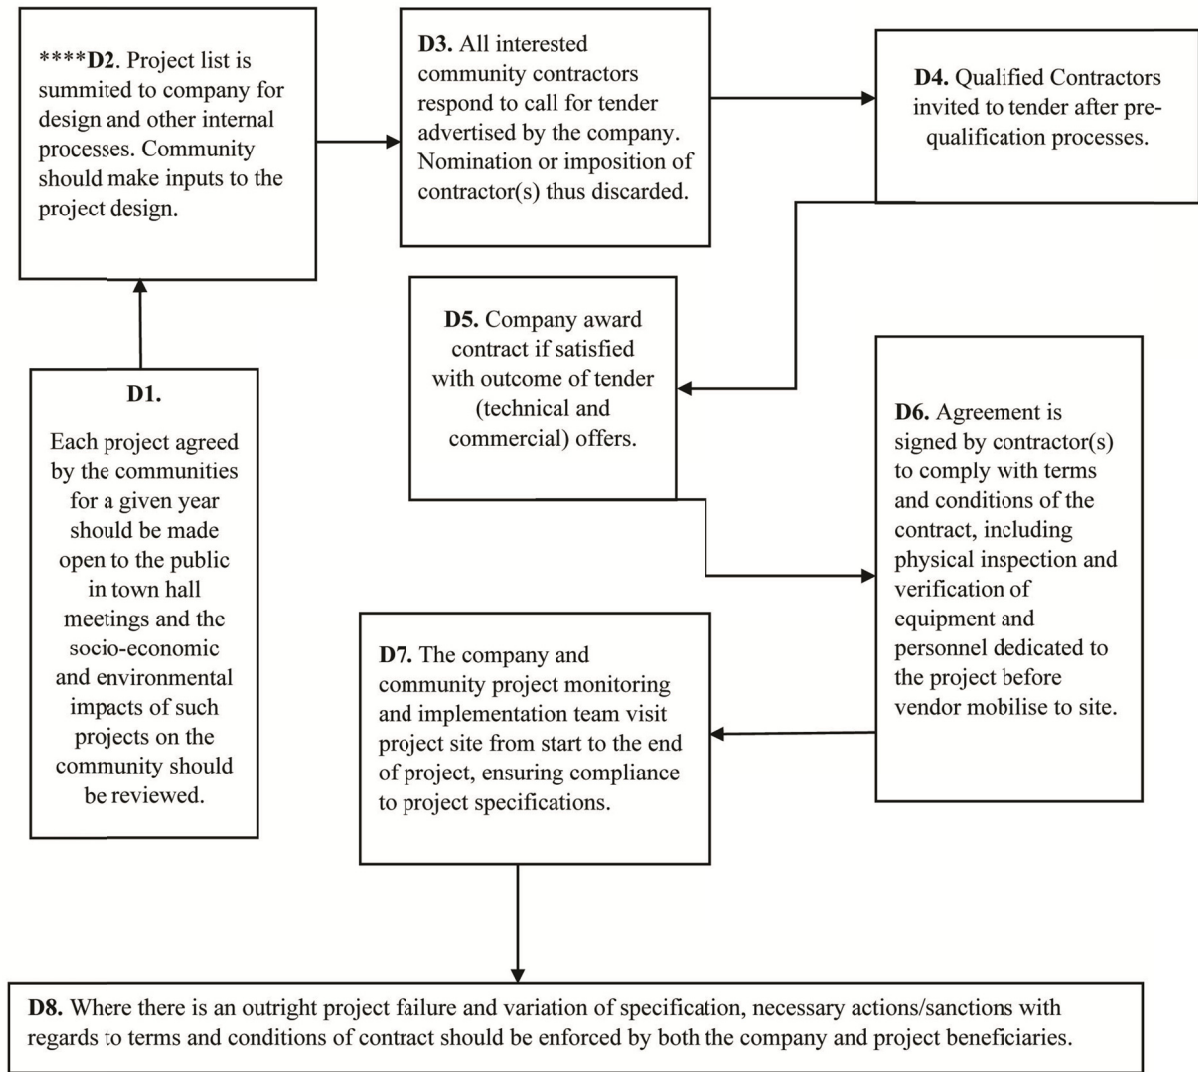 D1.
Each project agreed
by the communities
for a given year
should be made
open to the public
in town hall
meetings and the
socio-economic
and environmental
impacts of such
projects on the
community should
be reviewed.
****D2. Project list is
summited to company for
design and other internal
processes. Community
should make inputs to the
project design.
D3. All interested
community contractors
respond to call for tender
advertised by the company.
Nomination or imposition of
contractor(s) thus discarded.
D4. Qualified Contractors
invited to tender after pre-
qualification processes.
D5. Company award
contract if satisfied
with outcome of tender
(technical and
commercial) offers.
D6. Agreement is
signed by contractor(s)
to comply with terms
and conditions of the
contract, including
physical inspection and
verification of
equipment and
personnel dedicated to
the project before
vendor mobilise to site.
D7. The company and
community project monitoring
and implementation team visit
project site from start to the end
of project, ensuring compliance
to project specifications.
D8. Where there is an outright project failure and variation of specification, necessary actions/sanctions with
regards to terms and conditions of contract should be enforced by both the company and project beneficiaries.